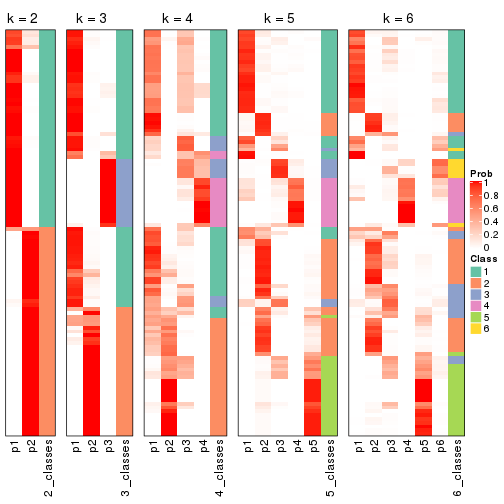 k = 2
k = 3
k = 4
k = 5
k = 6
p1
p2
2_classes
p1
p2
p3
3_classes
p1
p2
p3
p4
4_classes
p1
p2
p3
p4
p5
5_classes
p1
p2
p3
p4
p5
p6
6_classes
Prob
1
0.8
0.6
0.4
0.2
0
Class
1
2
3
4
5
6